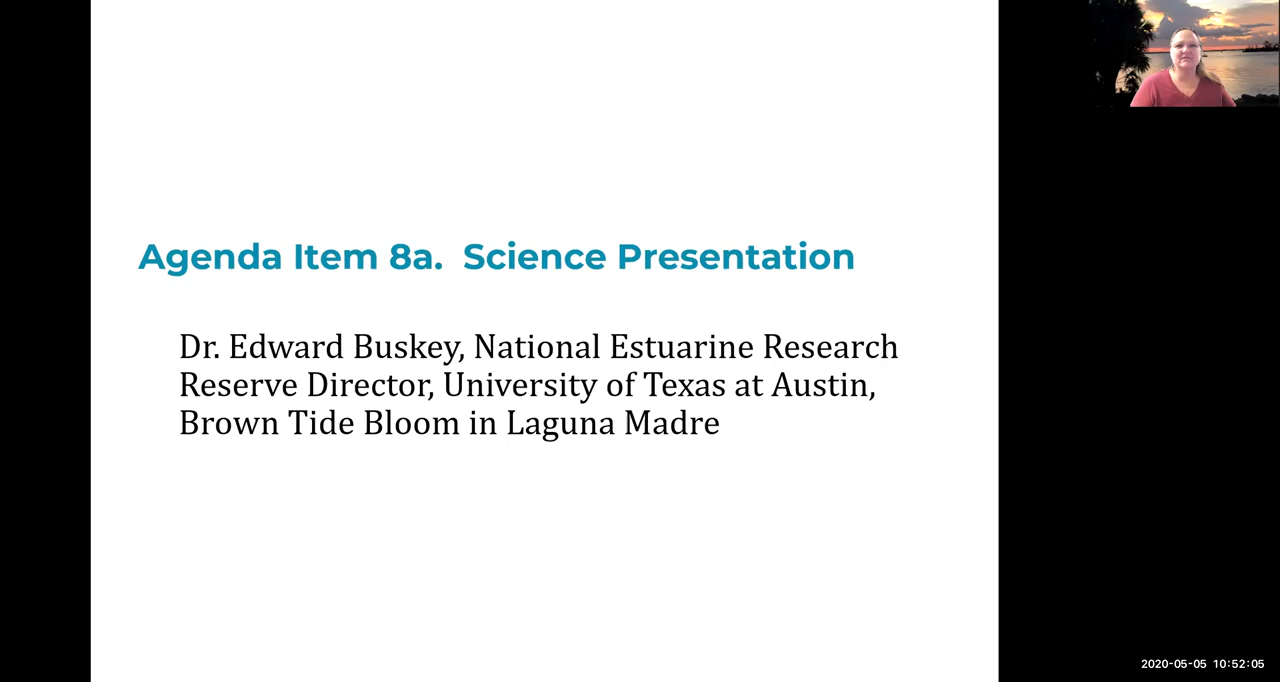 Agenda Item 8a. Science Presentation
Dr. Edward Buskey, National Estuarine Research
Reserve Director, University of Texas at Austin,
Brown Tide Bloom in Laguna Madre
2020-05-05 10:52:05